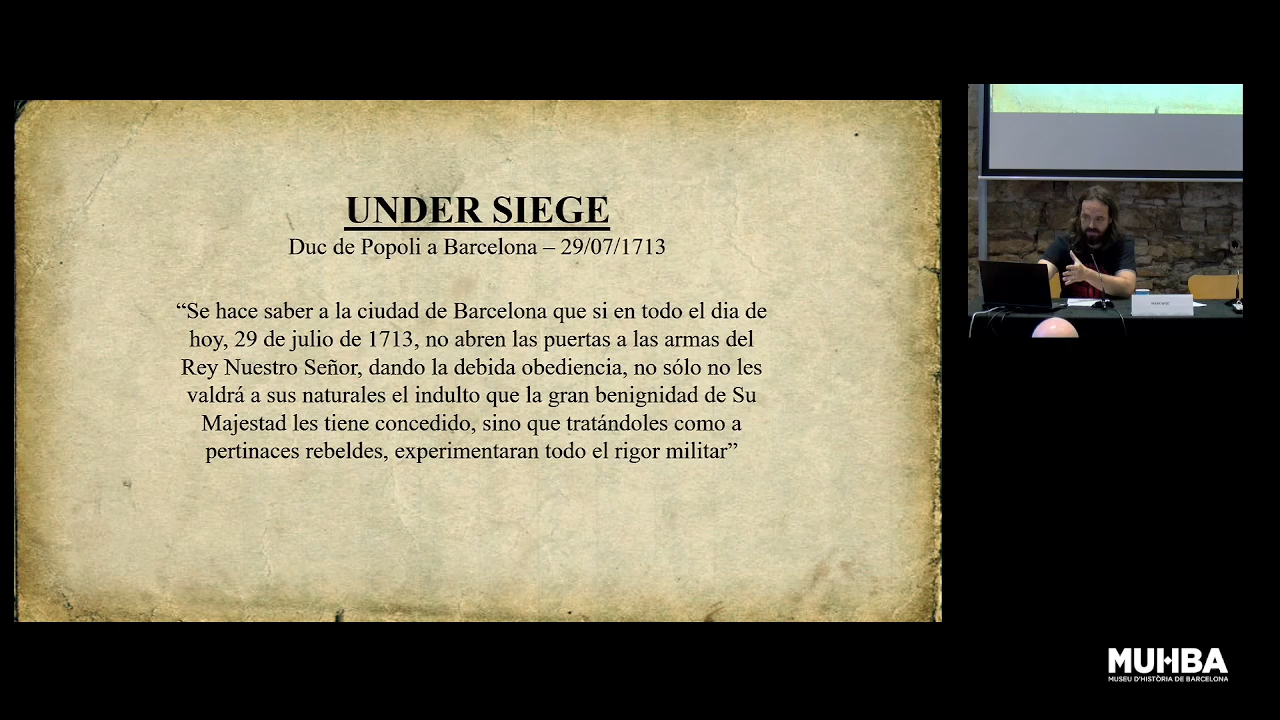 UNDER SIEGE
Duc de Popoli a Barcelona – 29/07/1713
“Se hace saber a la ciudad de Barcelona que si en todo el dia de
hoy, 29 de julio de 1713, no abren las puertas a las armas del
Rey Nuestro Señor, dando la debida obediencia, no sólo no les
valdrá a sus naturales el indulto que la gran benignidad de Su
Majestad les tiene concedido, sino que tratándoles como a
pertinaces rebeldes, experimentaran todo el rigor militar”
MUHBA
MUSEU D'HISTÒRIA DE BARCELONA